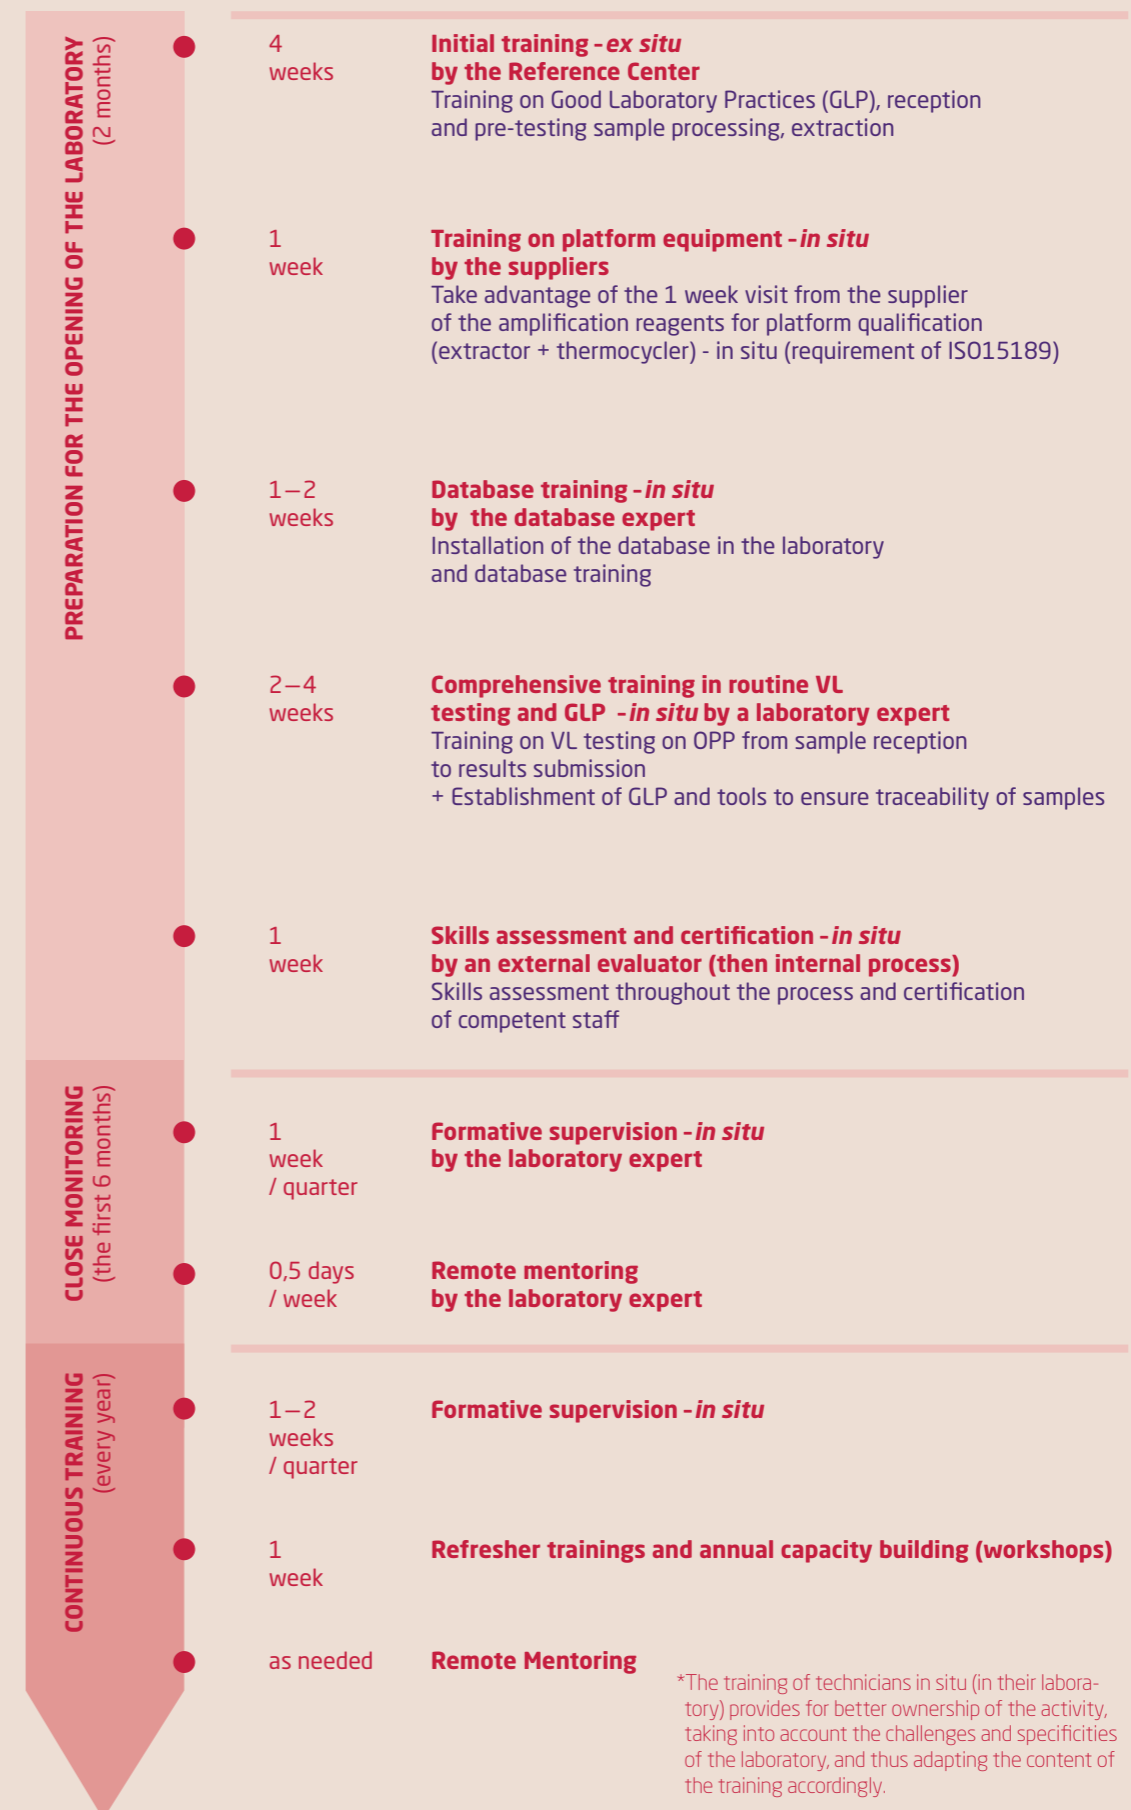 PREPARATION FOR THE OPENING OF THE LABORATORY
(2 months)
4
weeks
Initial training - ex situ
by the Reference Center
Training on Good Laboratory Practices (GLP), reception
and pre-testing sample processing, extraction
1
week
Training on platform equipment - in situ
by the suppliers
Take advantage of the 1 week visit from the supplier
of the amplification reagents for platform qualification
(extractor + thermocycler) - in situ (requirement of ISO15189)
1—2
weeks
Database training - in situ
by the database expert
Installation of the database in the laboratory
and database training
2—4
weeks
Comprehensive training in routine VL
testing and GLP - in situ by a laboratory expert
Training on VL testing on OPP from sample reception
to results submission
+ Establishment of GLP and tools to ensure traceability of samples
1
week
Skills assessment and certification - in situ
by an external evaluator (then internal process)
Skills assessment throughout the process and certification
of competent staff
CLOSE MONITORING
(the first 6 months)
1
week
/ quarter
Formative supervision - in situ
by the laboratory expert
0,5 days
/ week
Remote mentoring
by the laboratory expert
CONTINUOUS TRAINING
(every year)
1—2
weeks
/ quarter
Formative supervision - in situ
1
week
Refresher trainings and annual capacity building (workshops)
as needed
Remote Mentoring
*The training of technicians in situ (in their labora-
tory) provides for better ownership of the activity,
taking into account the challenges and specificities
of the laboratory, and thus adapting the content of
the training accordingly.